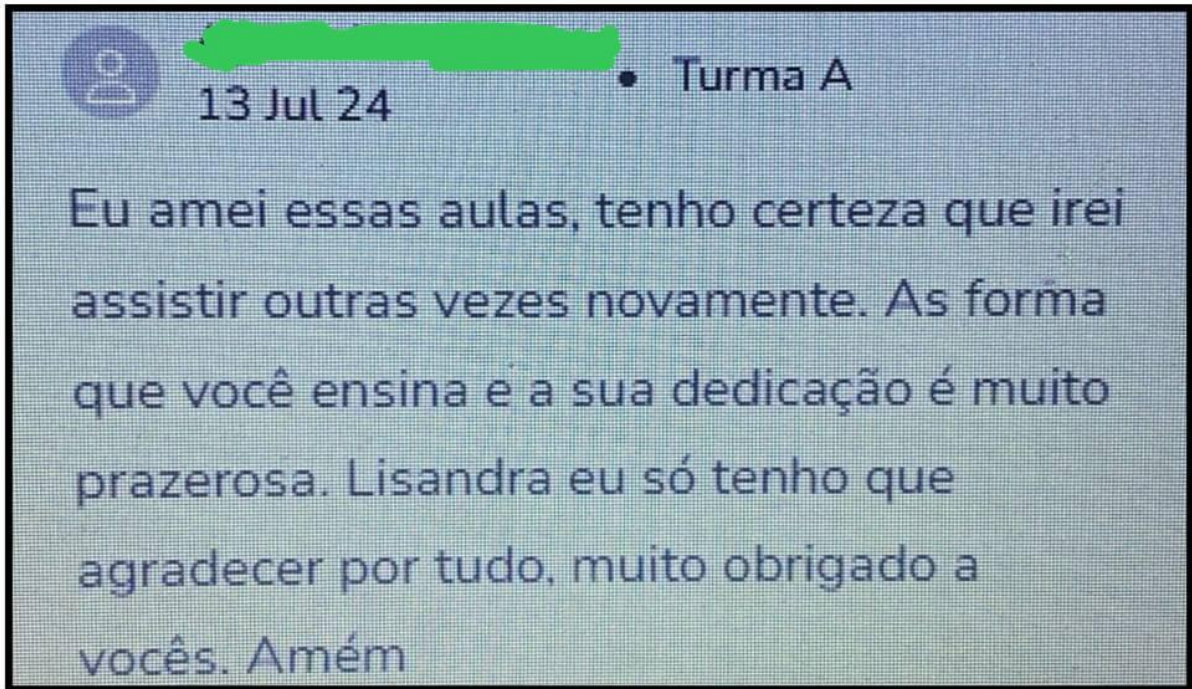 13 Jul 24 • Turma A
Eu amei essas aulas, tenho certeza que irei
assistir outras vezes novamente. As forma
que você ensina e a sua dedicação é muito
prazerosa. Lisandra eu só tenho que
agradecer por tudo, muito obrigado a
vocês. Amém